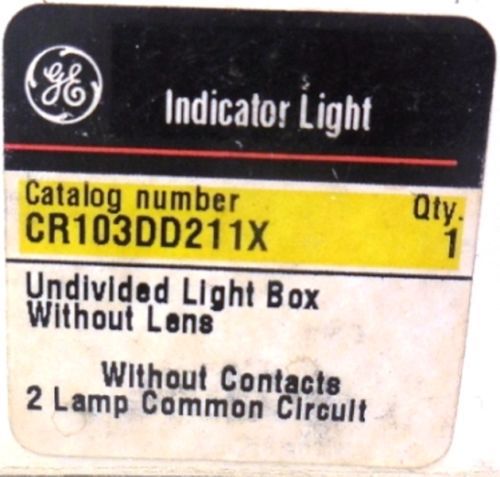 GE
Indicator Light
Catalog number Qty.
CR103DD211X 1
Undivided Light Box
Without Lens
Without Contacts
2 Lamp Common Circuit